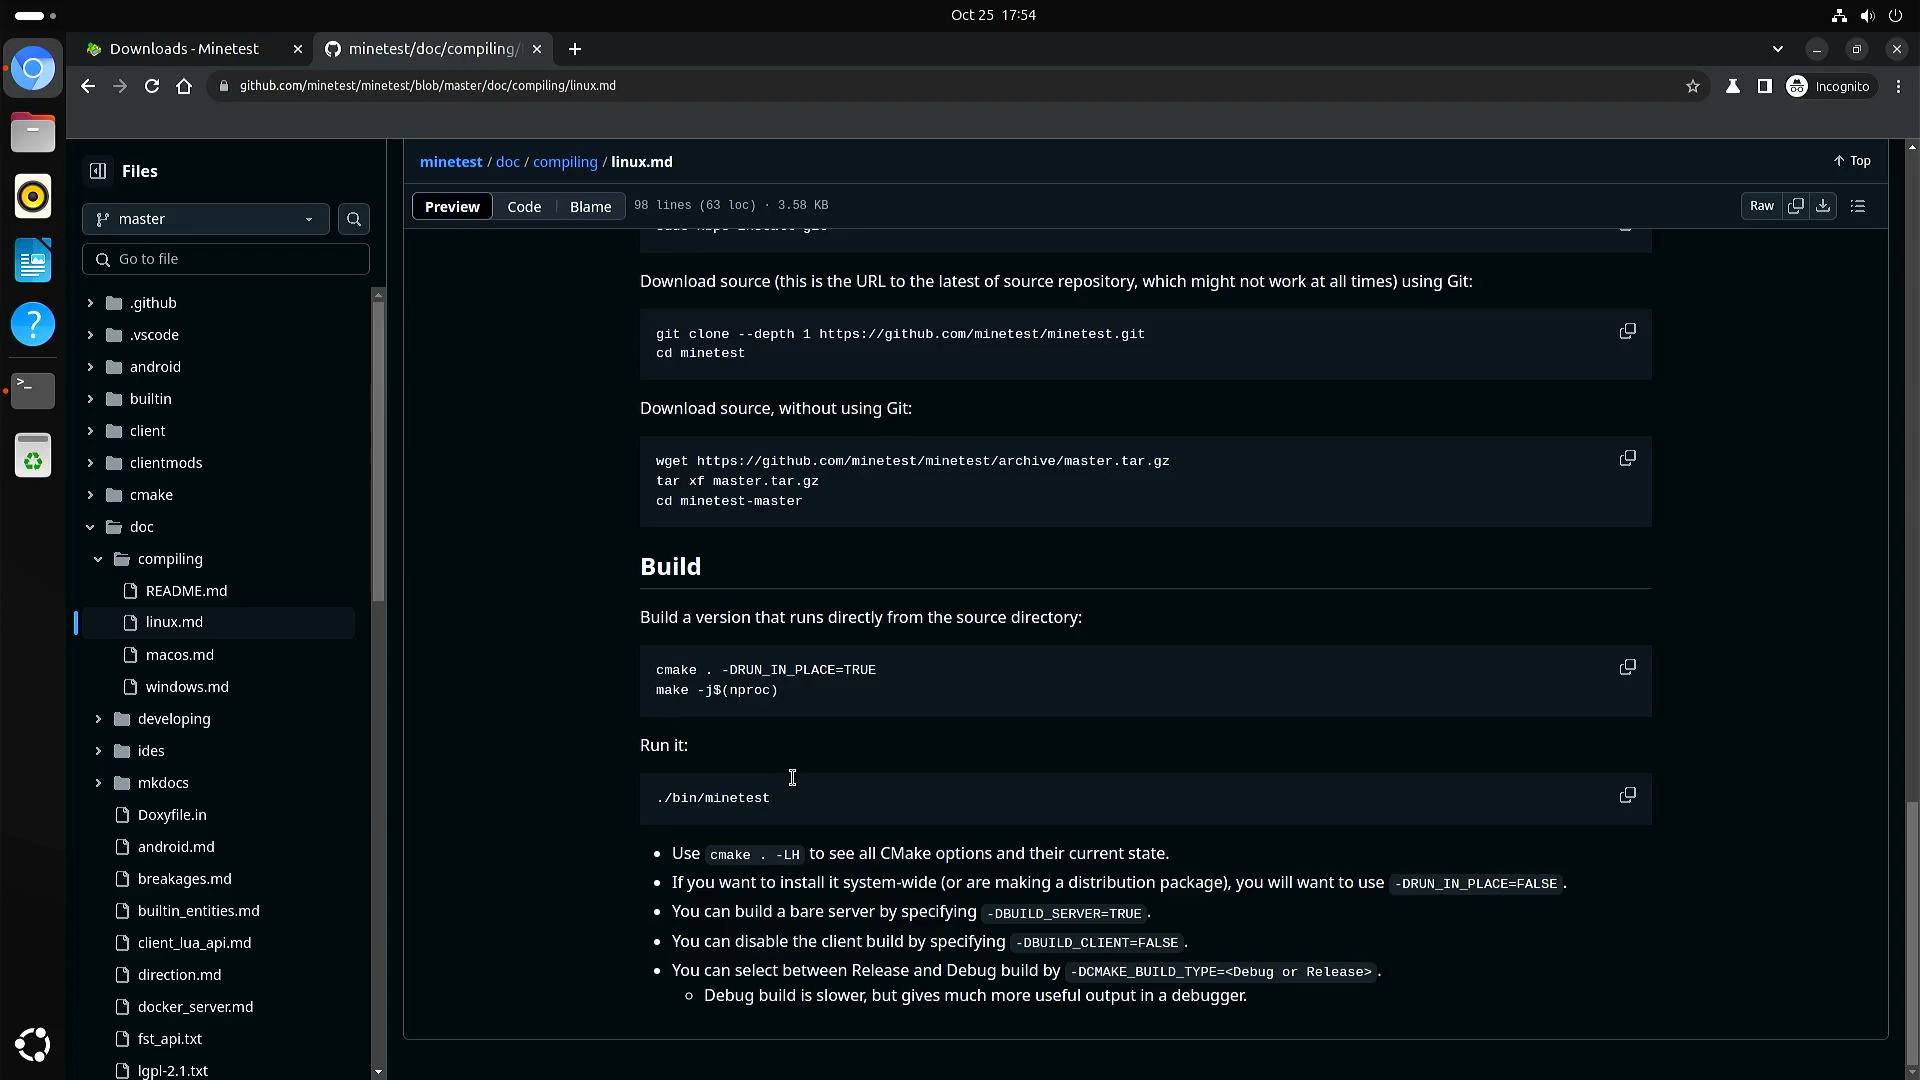 Oct 25 17:54
Downloads - Minetest
minetest/doc/compiling/
github.com/minetest/minetest/blob/master/doc/compiling/linux.md
Incognito
Files
master
Go to file
.github
.vscode
android
builtin
client
clientmods
cmake
doc
compiling
README.md
linux.md
macos.md
windows.md
developing
ides
mkdocs
Doxyfile.in
android.md
breakages.md
builtin_entities.md
client_lua_api.md
direction.md
docker_server.md
fst_api.txt
lgpl-2.1.txt
minetest / doc / compiling / linux.md
Top
Preview
Code
Blame
98 lines (63 loc) · 3.58 KB
Raw
Download source (this is the URL to the latest of source repository, which might not work at all times) using Git:
git clone --depth 1 https://github.com/minetest/minetest.git
cd minetest
Download source, without using Git:
wget https://github.com/minetest/minetest/archive/master.tar.gz
tar xf master.tar.gz
cd minetest-master
Build
Build a version that runs directly from the source directory:
cmake . -DRUN_IN_PLACE=TRUE
make -j$(nproc)
Run it:
./bin/minetest
Use cmake . -LH to see all CMake options and their current state.
If you want to install it system-wide (or are making a distribution package), you will want to use -DRUN_IN_PLACE=FALSE.
You can build a bare server by specifying -DBUILD_SERVER=TRUE.
You can disable the client build by specifying -DBUILD_CLIENT=FALSE.
You can select between Release and Debug build by -DCMAKE_BUILD_TYPE=<Debug or Release>.
Debug build is slower, but gives much more useful output in a debugger.